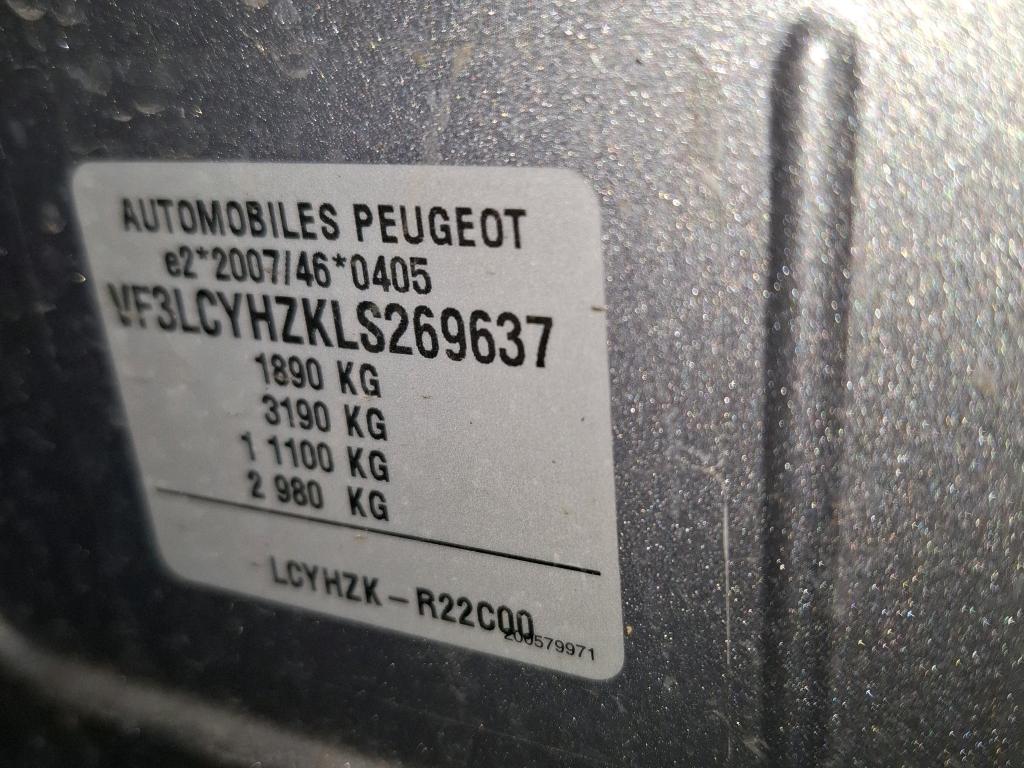 AUTOMOBILES PEUGEOT
e2*2007/46*0405
VF3LCYHZKLS269637
1890 KG
3190 KG
1 1100 KG
2 980 KG
LCYHZK-R22C00
200579971